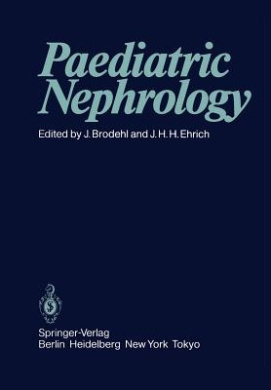 Paediatric
Nephrology
Edited by J. Brodehl and J. H. H. Ehrich
Springer-Verlag
Berlin Heidelberg New York Tokyo